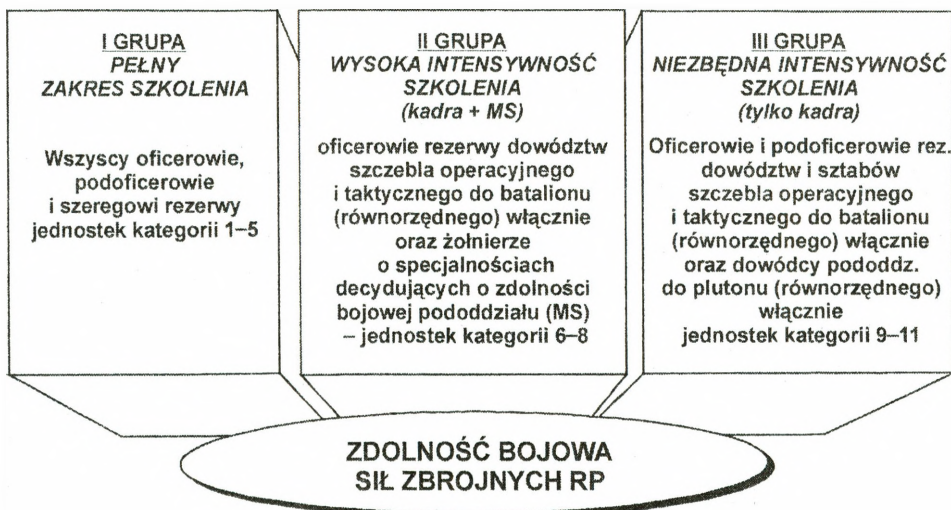 I GRUPA
PEŁNY
ZAKRES SZKOLENIA
Wszyscy oficerowie,
podoficerowie
i szeregowi rezerwy
jednostek kategorii 1–5
II GRUPA
WYSOKA INTENSYWNOŚĆ
SZKOLENIA
(kadra + MS)
oficerowie rezerwy dowództw
szczebla operacyjnego
i taktycznego do batalionu
(równorzędnego) włącznie
oraz żołnierze
o specjalnościach
decydujących o zdolności
bojowej pododdziału (MS)
– jednostek kategorii 6–8
III GRUPA
NIEZBĘDNA INTENSYWNOŚĆ
SZKOLENIA
(tylko kadra)
Oficerowie i podoficerowie rez.
dowództw i sztabów
szczebla operacyjnego
i taktycznego do batalionu
(równorzędnego) włącznie
oraz dowódcy pododdz.
do plutonu (równorzędnego)
włącznie
jednostek kategorii 9–11
ZDOLNOŚĆ BOJOWA
SIŁ ZBROJNYCH RP